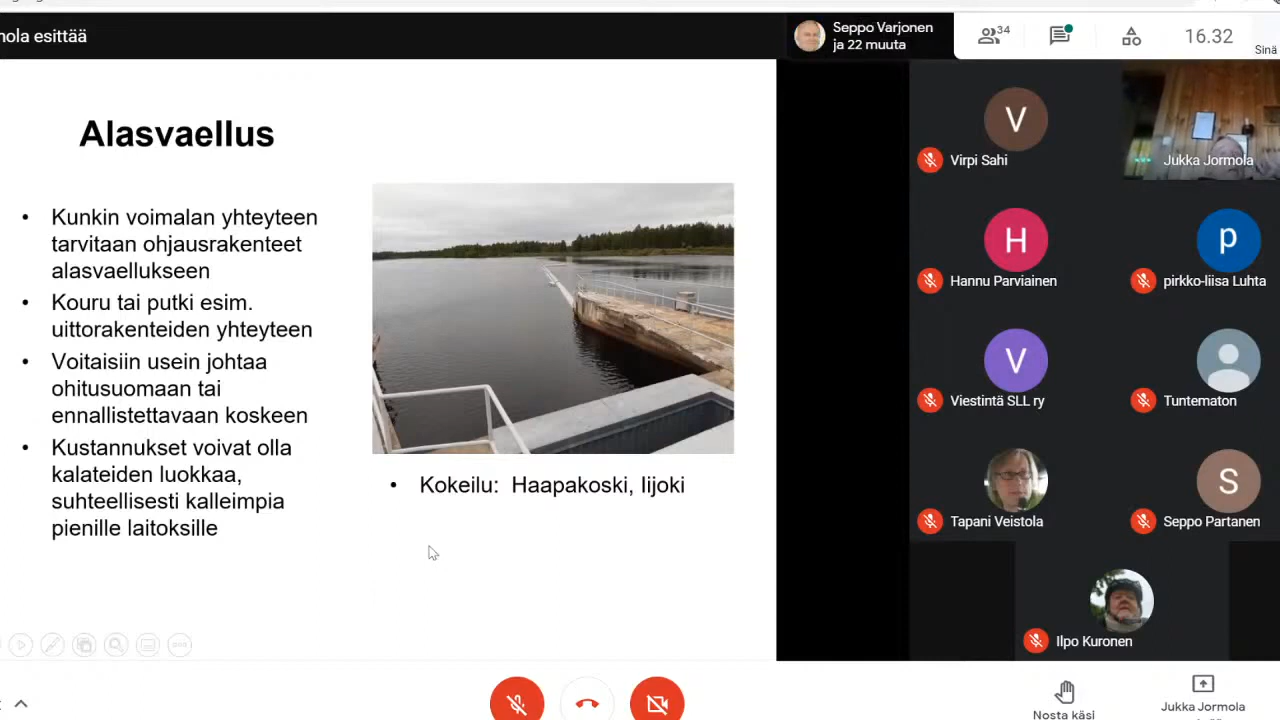 nola esittää
Seppo Varjonen
ja 22 muuta
34
16.32
Sinä
Alasvaellus
• Kunkin voimalan yhteyteen
tarvitaan ohjausrakenteet
alasvaellukseen
• Kouru tai putki esim.
uittorakenteiden yhteyteen
• Voitaisiin usein johtaa
ohitusuomaan tai
ennallistettavaan koskeen
• Kustannukset voivat olla
kalateiden luokkaa,
suhteellisesti kalleimpia
pienille laitoksille
• Kokeilu: Haapakoski, Iijoki
V
Virpi Sahi
Jukka Jormola
H
Hannu Parviainen
p
pirkko-liisa Luhta
V
Viestintä SLL ry
Tuntematon
Tapani Veistola
S
Seppo Partanen
Ilpo Kuronen
Nosta käsi
Jukka Jormola